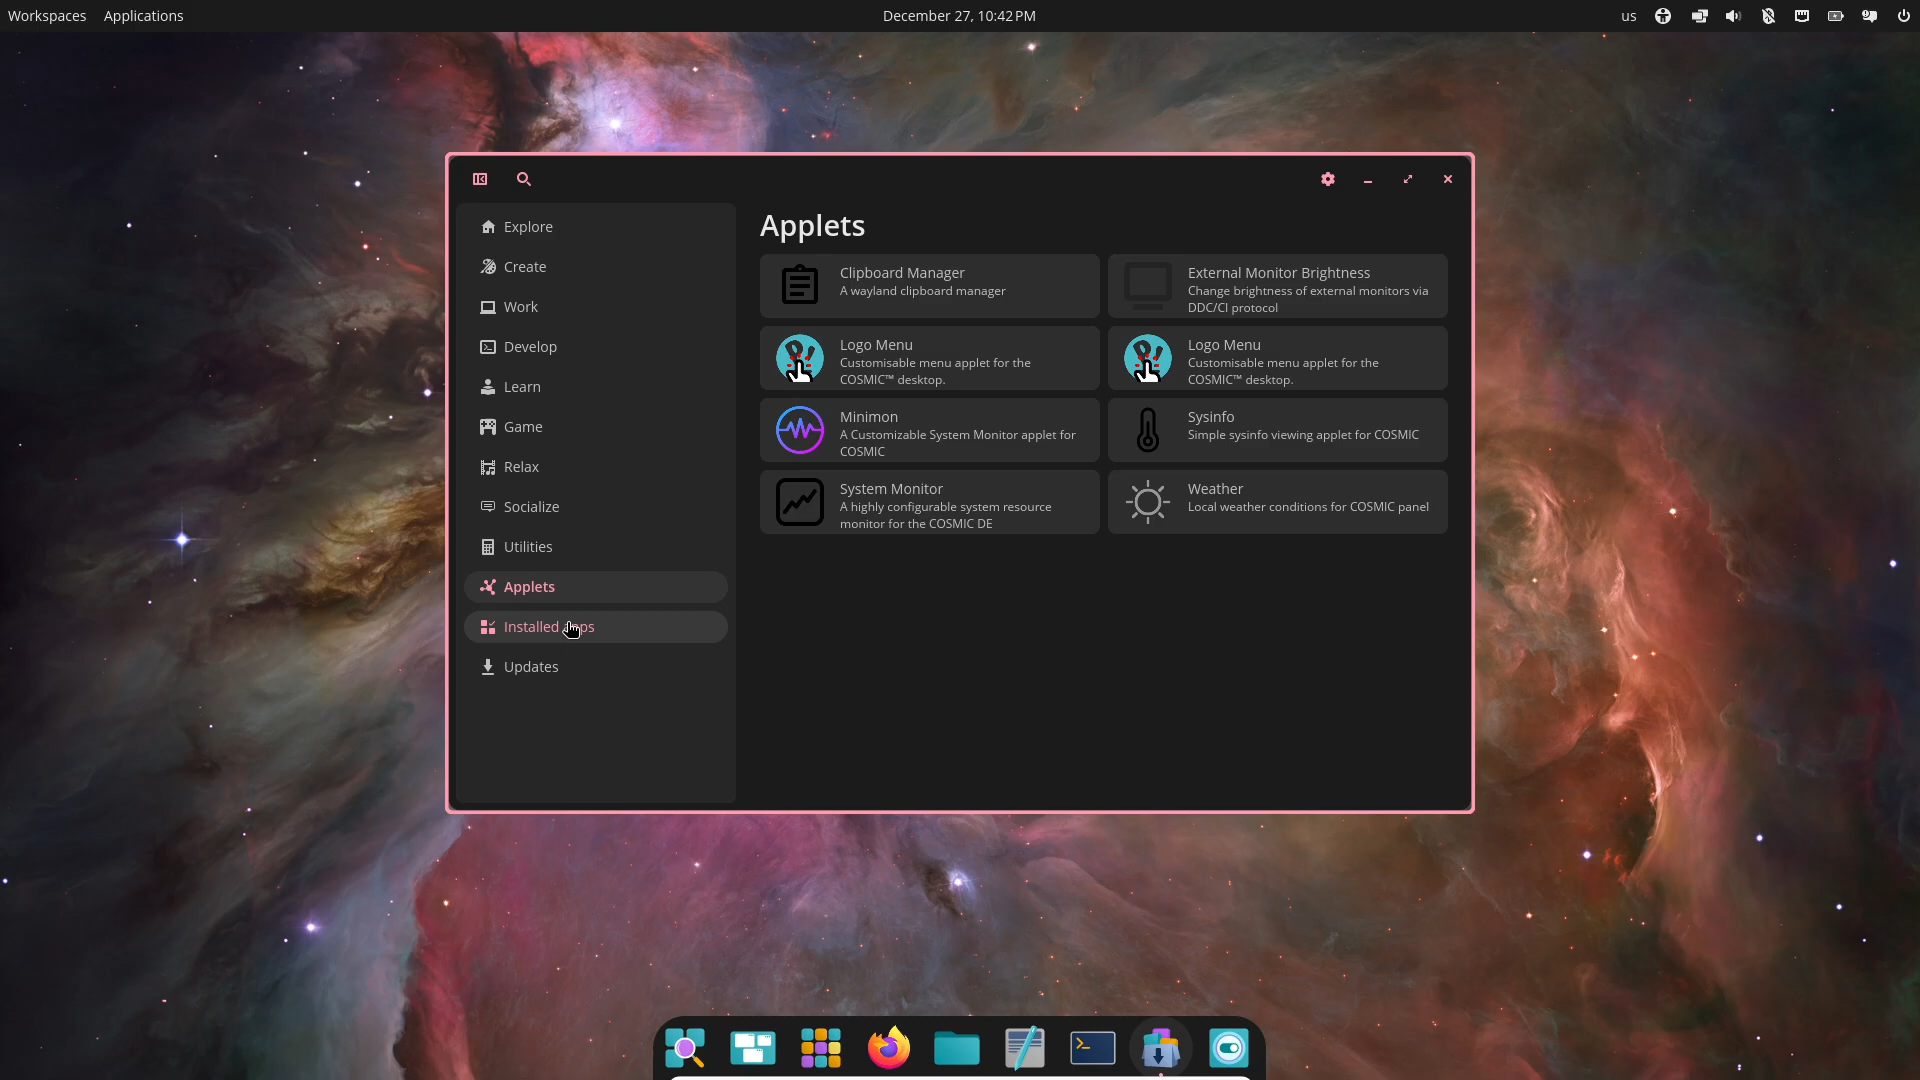 Workspaces
Applications
December 27, 10:42 PM
us
Explore
Create
Work
Develop
Learn
Game
Relax
Socialize
Utilities
Applets
Installed apps
Updates
Applets
Clipboard Manager
A wayland clipboard manager
External Monitor Brightness
Change brightness of external monitors via
DDC/CI protocol
Logo Menu
Customisable menu applet for the
COSMIC™ desktop.
Logo Menu
Customisable menu applet for the
COSMIC™ desktop.
Minimon
A Customizable System Monitor applet for
COSMIC
Sysinfo
Simple sysinfo viewing applet for COSMIC
System Monitor
A highly configurable system resource
monitor for the COSMIC DE
Weather
Local weather conditions for COSMIC panel